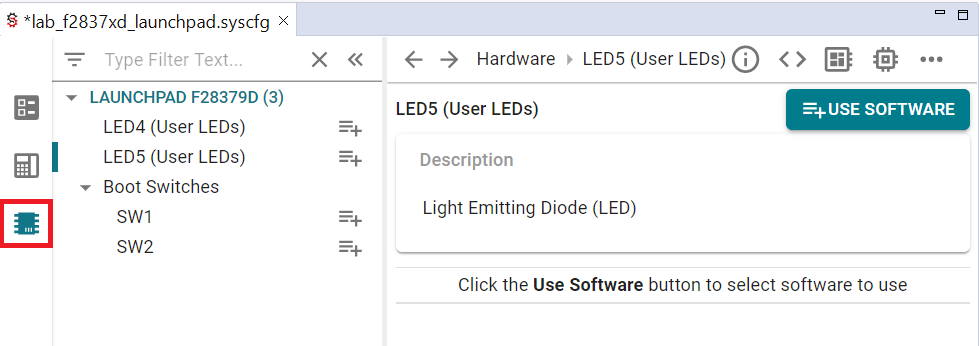 *lab_f2837xd_launchpad.syscfg
Type Filter Text...
LAUNCHPAD F28379D (3)
LED4 (User LEDs)
LED5 (User LEDs)
Boot Switches
SW1
SW2
Hardware LED5 (User LEDs)
LED5 (User LEDs)
USE SOFTWARE
Description
Light Emitting Diode (LED)
Click the Use Software button to select software to use